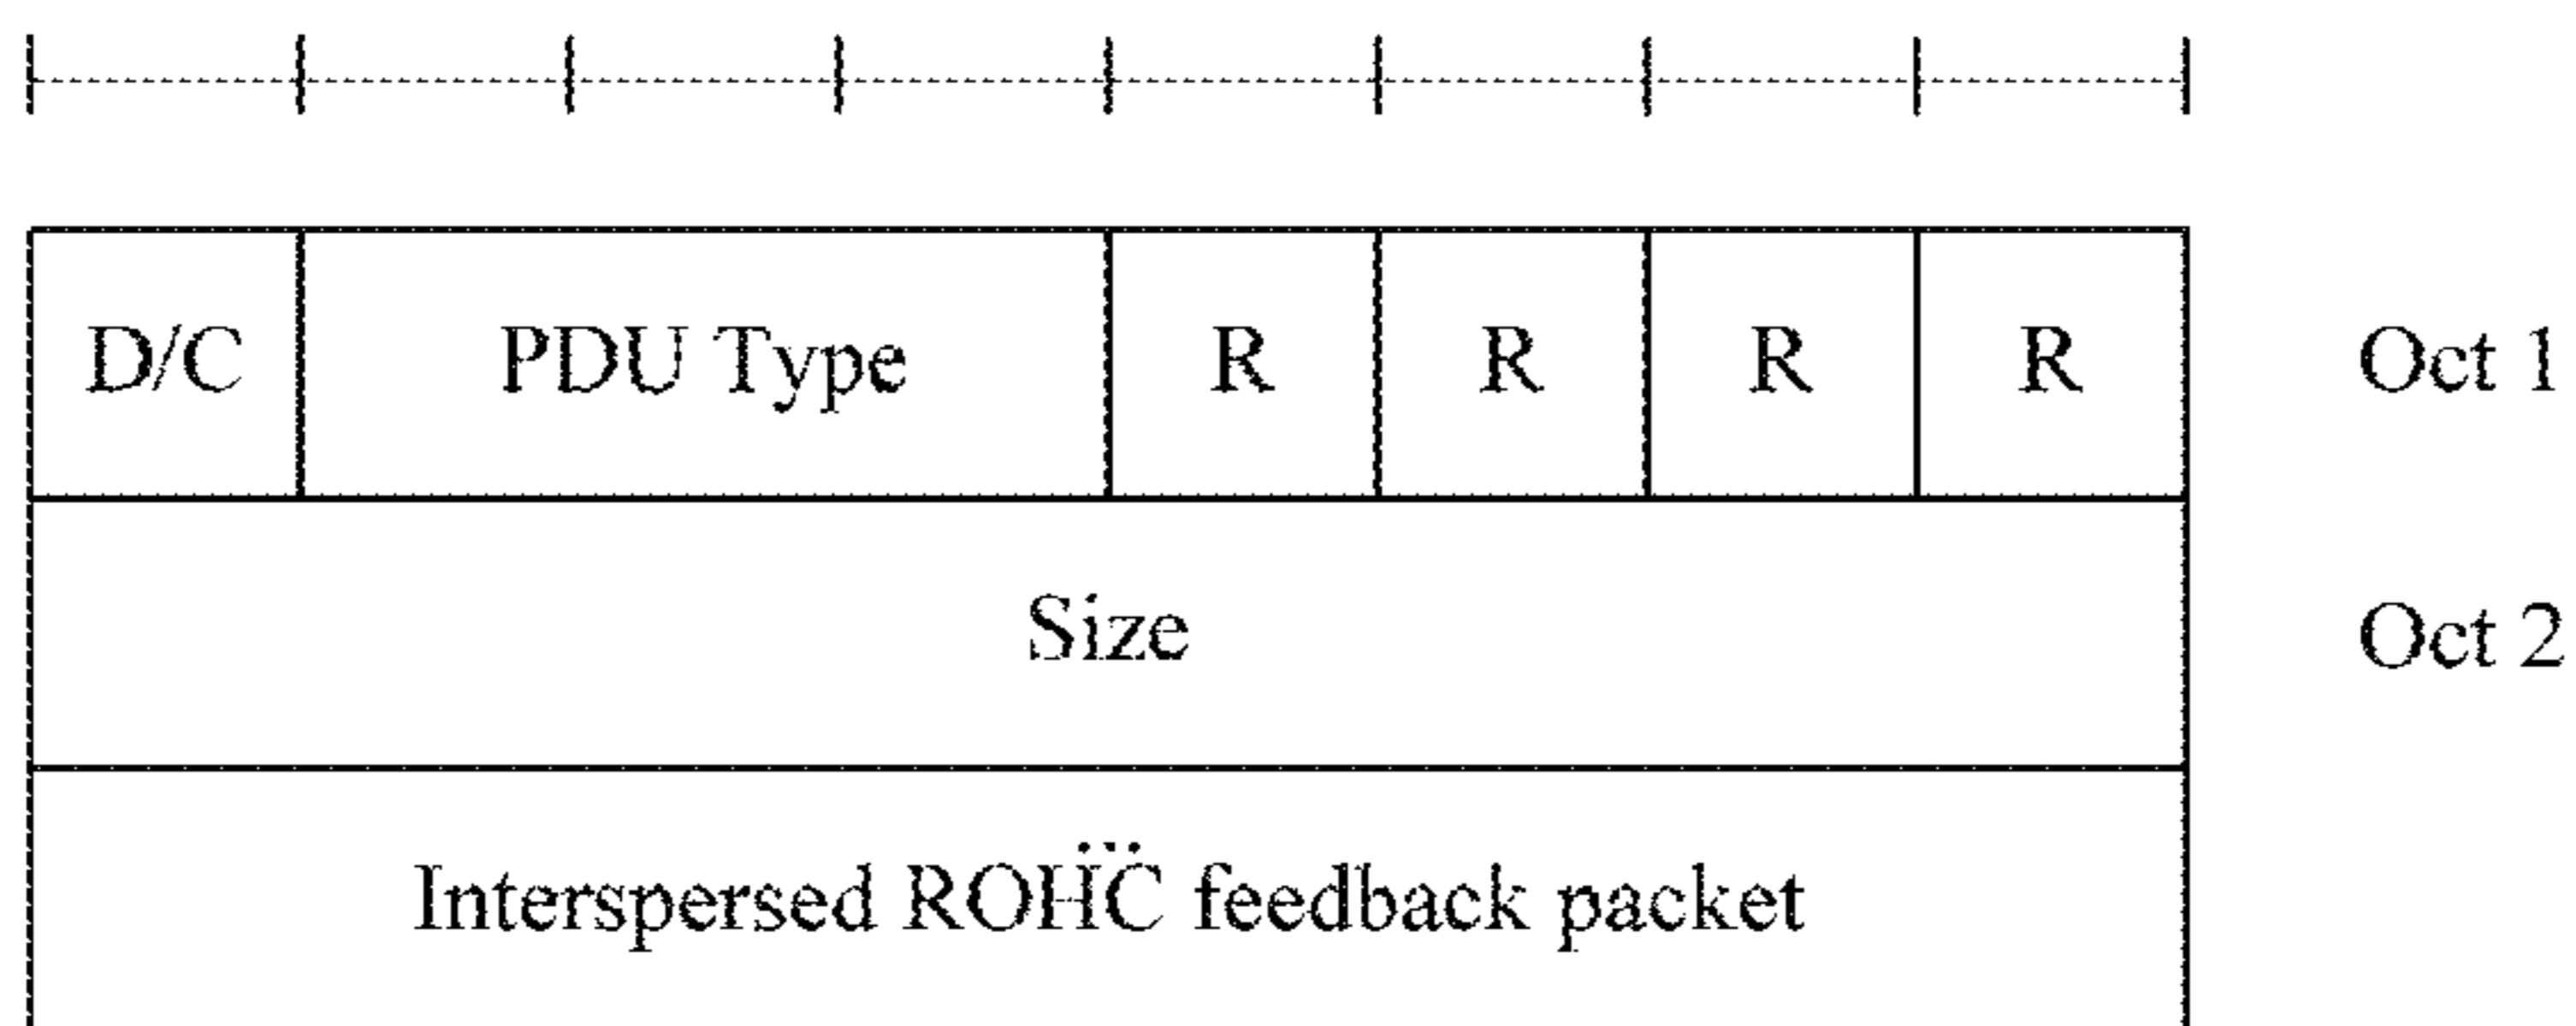 D/C PDU Type R R R R Oct 1
Size Oct 2
...
Interspersed ROHC feedback packet